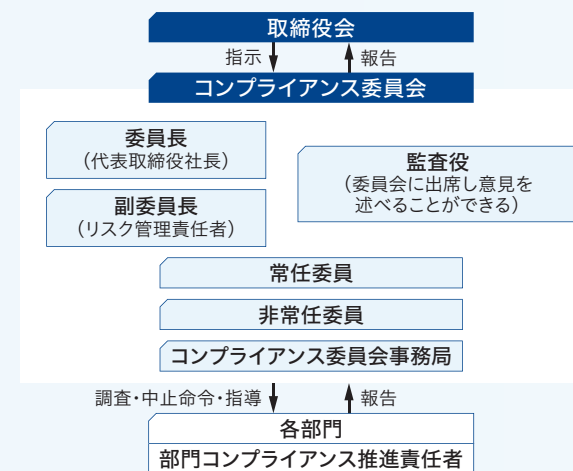 取締役会
指示
報告
コンプライアンス委員会
委員長
（代表取締役社長）
副委員長
（リスク管理責任者）
監査役
（委員会に出席し意見を
述べることができる）
常任委員
非常任委員
コンプライアンス委員会事務局
調査・中止命令・指導
報告
各部門
部門コンプライアンス推進責任者